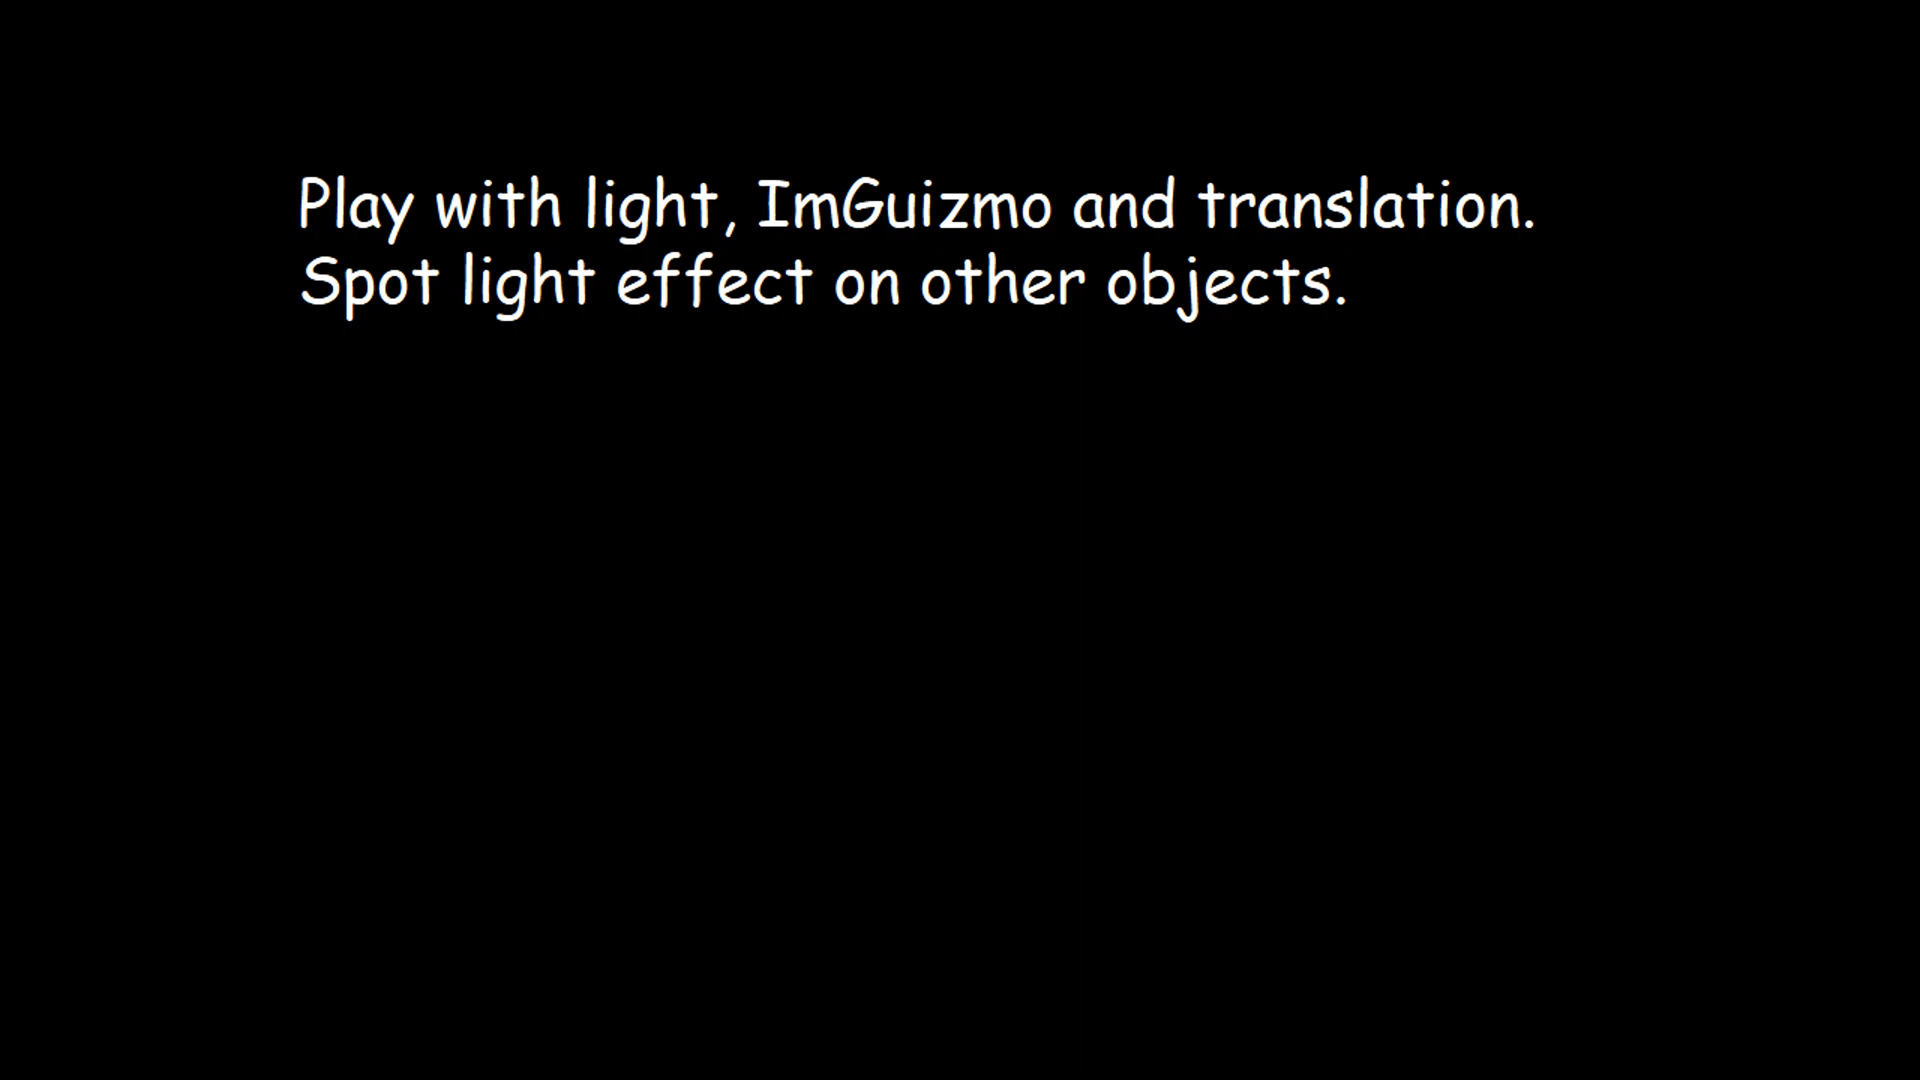 Play with light, ImGuizmo and translation.
Spot light effect on other objects.